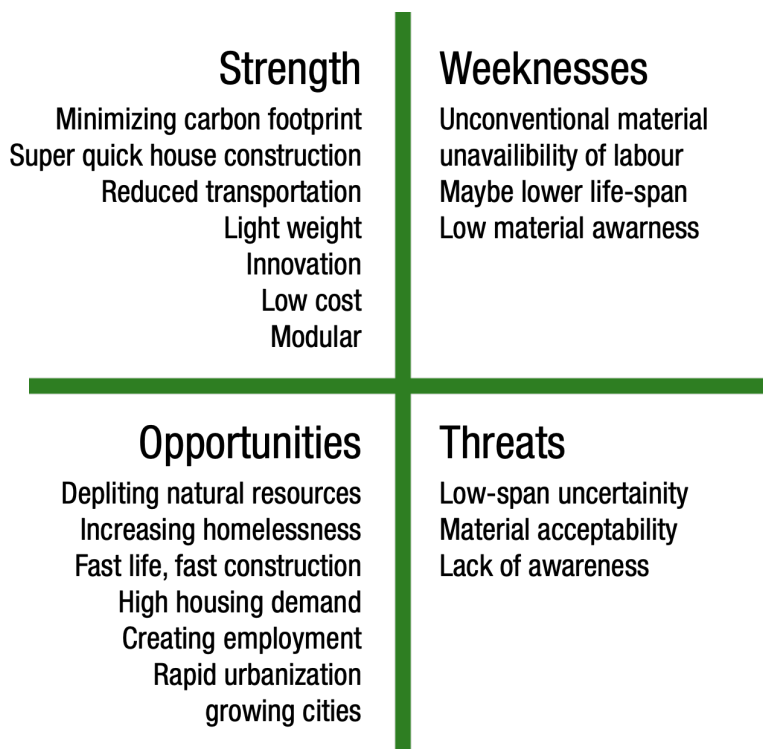 Strength
Minimizing carbon footprint
Super quick house construction
Reduced transportation
Light weight
Innovation
Low cost
Modular
Weeknesses
Unconventional material
unavailibility of labour
Maybe lower life-span
Low material awarness
Opportunities
Depliting natural resources
Increasing homelessness
Fast life, fast construction
High housing demand
Creating employment
Rapid urbanization
growing cities
Threats
Low-span uncertainity
Material acceptability
Lack of awareness